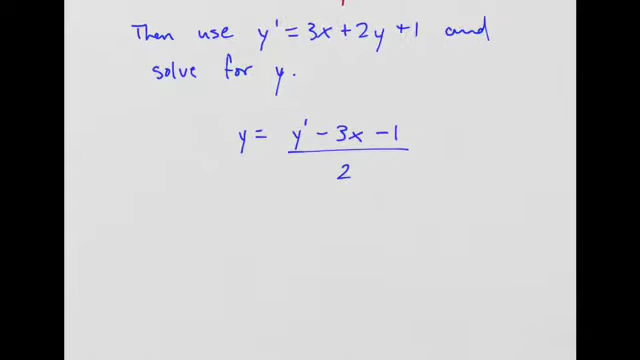 Then use y' = 3x + 2y + 1 and
solve for y.
y = y' - 3x - 1
2